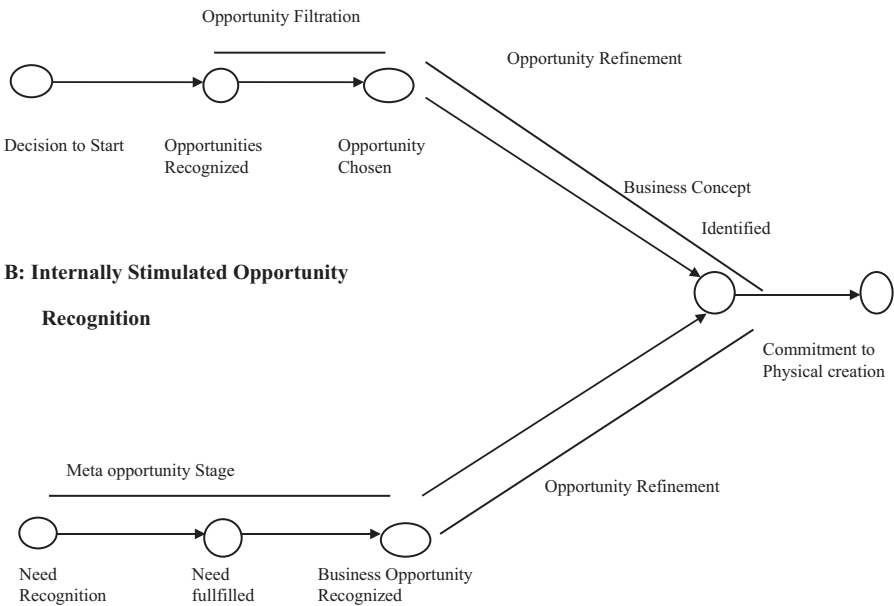 Opportunity Filtration
Opportunity Refinement
Decision to Start
Opportunities
Recognized
Opportunity
Chosen
Business Concept
Identified
B: Internally Stimulated Opportunity
Recognition
Commitment to
Physical creation
Meta opportunity Stage
Opportunity Refinement
Need
Recognition
Need
fullfilled
Business Opportunity
Recognized